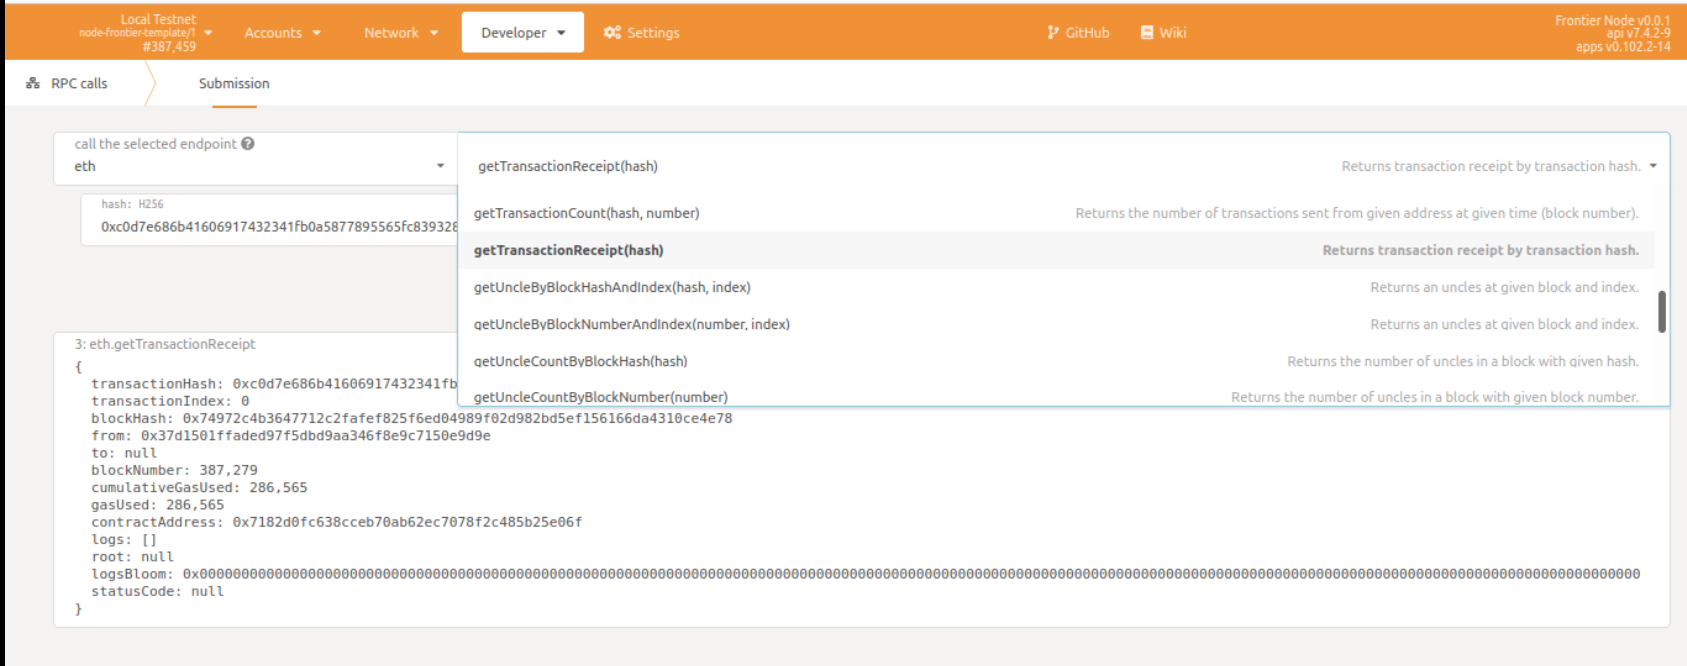 Local Testnet
node-frontier-template/1
#387,459
Accounts
Network
Developer
Settings
GitHub
Wiki
Frontier Node v0.0.1
api v7.4.2-9
apps v0.102.2-14
RPC calls
Submission
call the selected endpoint
eth
getTransactionReceipt(hash) Returns transaction receipt by transaction hash.
hash: H256
0xc0d7e686b41606917432341fb0a5877895565fc839328
getTransactionCount(hash, number) Returns the number of transactions sent from given address at given time (block number).
getTransactionReceipt(hash) Returns transaction receipt by transaction hash.
getUncleByBlockHashAndIndex(hash, index) Returns an uncles at given block and index.
getUncleByBlockNumberAndIndex(number, index) Returns an uncles at given block and index.
getUncleCountByBlockHash(hash) Returns the number of uncles in a block with given hash.
getUncleCountByBlockNumber(number) Returns the number of uncles in a block with given block number.
3: eth.getTransactionReceipt
{
transactionHash: 0xc0d7e686b41606917432341fb
transactionIndex: 0
blockHash: 0x74972c4b3647712c2fafef825f6ed04989f02d982bd5ef156166da4310ce4e78
from: 0x37d1501ffaded97f5dbd9aa346f8e9c7150e9d9e
to: null
blockNumber: 387,279
cumulativeGasUsed: 286,565
gasUsed: 286,565
contractAddress: 0x7182d0fc638cceb70ab62ec7078f2c485b25e06f
logs: []
root: null
logsBloom:
statusCode: null
}